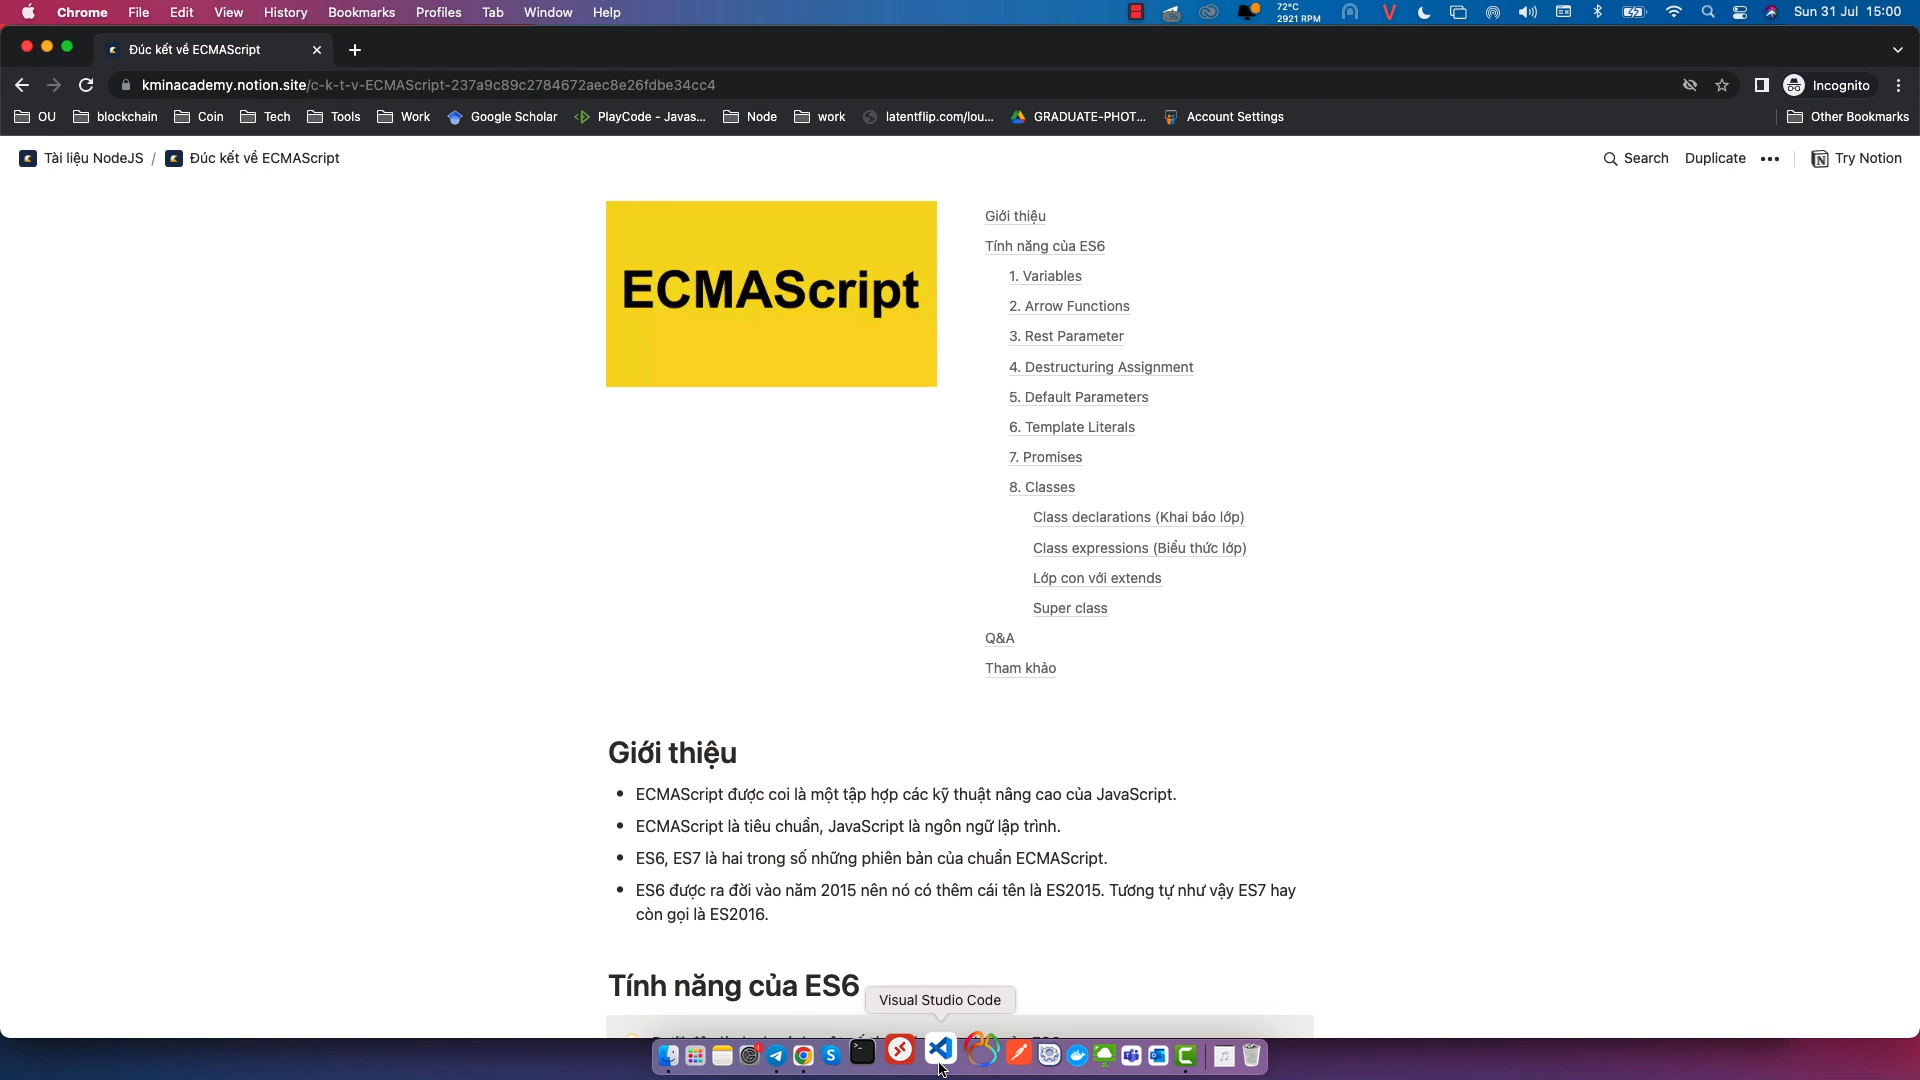 Chrome File Edit View History Bookmarks Profiles Tab Window Help 72°C 2921 RPM Sun 31 Jul 15:00
Đúc kết về ECMAScript
kminacademy.notion.site/c-k-t-v-ECMAScript-237a9c89c2784672aec8e26fdbe34cc4 Incognito
OU blockchain Coin Tech Tools Work Google Scholar PlayCode - Javas... Node work latentflip.com/lou... GRADUATE-PHOT... Account Settings Other Bookmarks
Tài liệu NodeJS / Đúc kết về ECMAScript Search Duplicate Try Notion
ECMAScript
Giới thiệu
Tính năng của ES6
1. Variables
2. Arrow Functions
3. Rest Parameter
4. Destructuring Assignment
5. Default Parameters
6. Template Literals
7. Promises
8. Classes
Class declarations (Khai báo lớp)
Class expressions (Biểu thức lớp)
Lớp con với extends
Super class
Q&A
Tham khảo
Giới thiệu
• ECMAScript được coi là một tập hợp các kỹ thuật nâng cao của JavaScript.
• ECMAScript là tiêu chuẩn, JavaScript là ngôn ngữ lập trình.
• ES6, ES7 là hai trong số những phiên bản của chuẩn ECMAScript.
• ES6 được ra đời vào năm 2015 nên nó có thêm cái tên là ES2015. Tương tự như vậy ES7 hay
còn gọi là ES2016.
Tính năng của ES6
Visual Studio Code